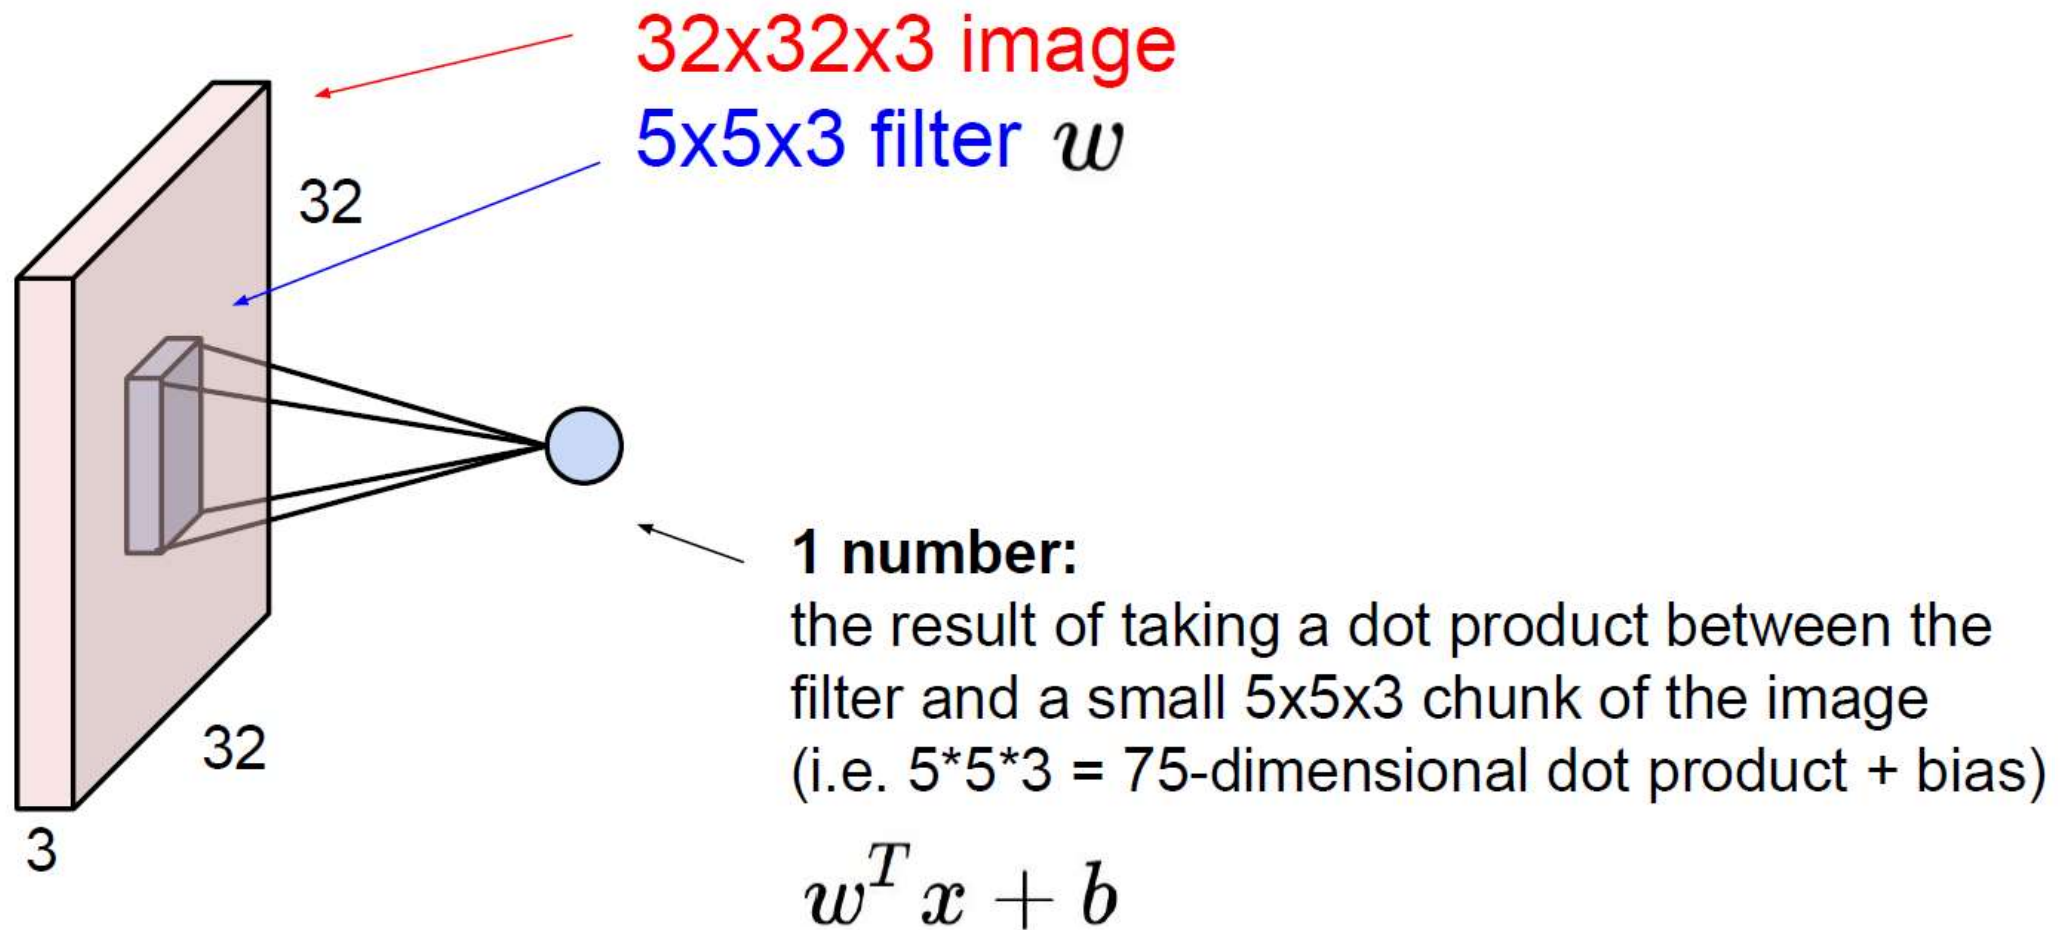 32x32x3 image
5x5x3 filter w
32
32
3
1 number:
the result of taking a dot product between the
filter and a small 5x5x3 chunk of the image
(i.e. 5*5*3 = 75-dimensional dot product + bias)
w^T x + b